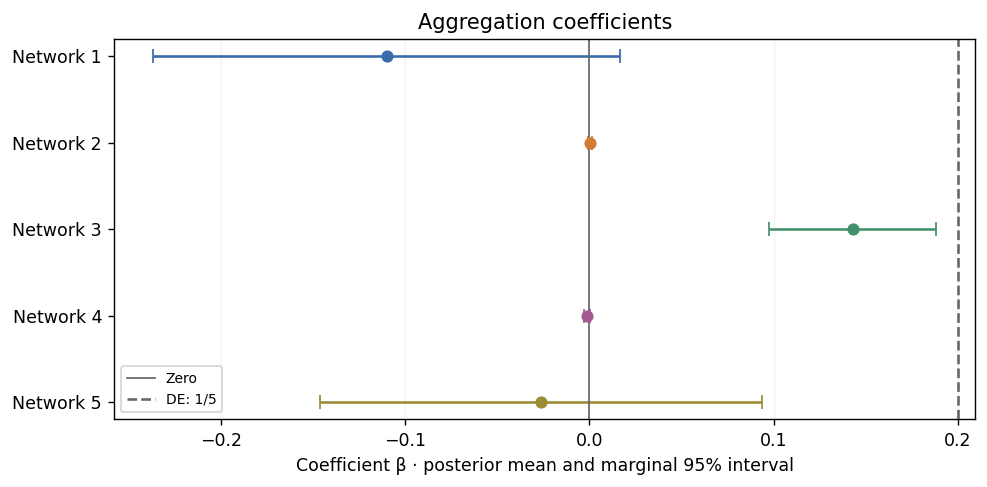 Aggregation coefficients
Network 1
Network 2
Network 3
Network 4
Network 5
Zero
DE: 1/5
−0.2 −0.1 0.0 0.1 0.2
Coefficient β · posterior mean and marginal 95% interval